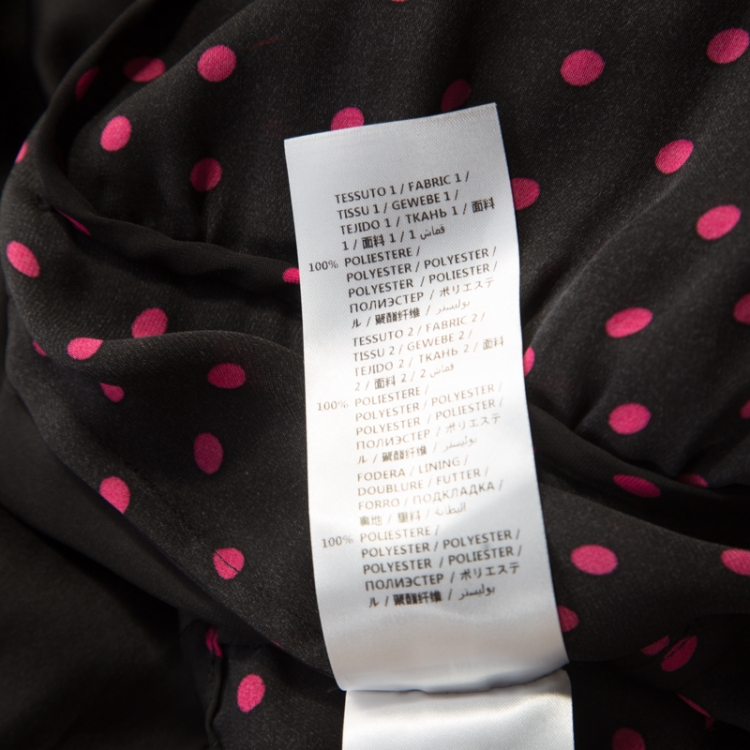 TESSUTO 1 / FABRIC 1 /
TISSU 1 / GEWEBE 1 /
TEJIDO 1 / ТКАНЬ 1 / 面料
1 / 面料 1 / 1 قماش
100% POLIESTERE /
POLYESTER / POLYESTER /
POLYESTER / POLIESTER /
ПОЛИЭСТЕР / ポリエステ
ル / 聚酯纤维 / بوليستر
TESSUTO 2 / FABRIC 2 /
TISSU 2 / GEWEBE 2 /
TEJIDO 2 / ТКАНЬ 2 / 面料
2 / 面料 2 / 2 قماش
100% POLIESTERE /
POLYESTER / POLYESTER /
POLYESTER / POLIESTER /
ПОЛИЭСТЕР / ポリエステ
ル / 聚酯纤维 / بوليستر
FODERA / LINING /
DOUBLURE / FUTTER /
FORRO / ПОДКЛАДКА /
裏地 / 里料 / البطانة
100% POLIESTERE /
POLYESTER / POLYESTER /
POLYESTER / POLIESTER /
ПОЛИЭСТЕР / ポリエステ
ル / 聚酯纤维 / بوليستر